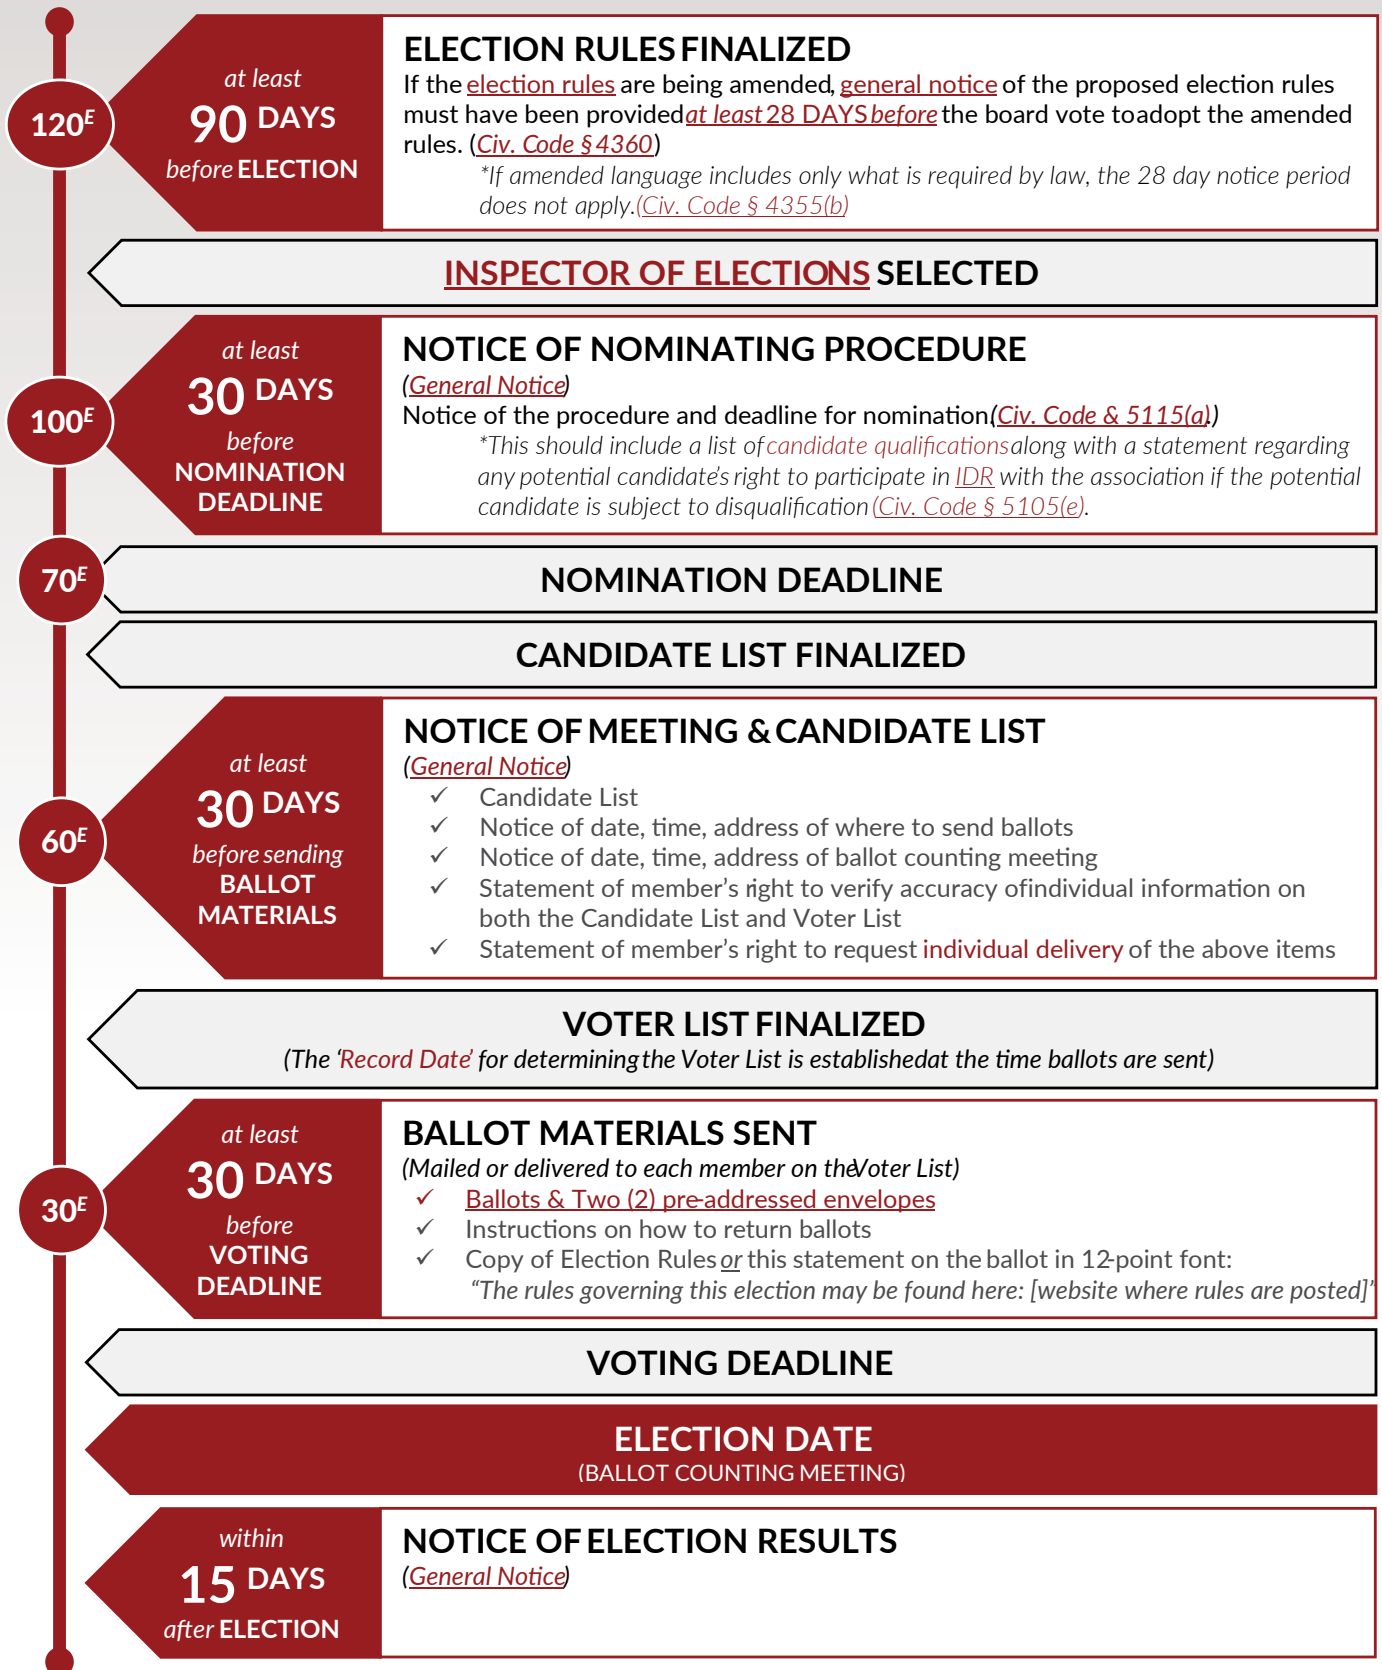 120E
at least
90 DAYS
before ELECTION
ELECTION RULES FINALIZED
If the election rules are being amended, general notice of the proposed election rules
must have been provided at least 28 DAYS before the board vote to adopt the amended
rules. (Civ. Code § 4360)
*If amended language includes only what is required by law, the 28 day notice period
does not apply. (Civ. Code § 4355(b)
INSPECTOR OF ELECTIONS SELECTED
100E
at least
30 DAYS
before
NOMINATION
DEADLINE
NOTICE OF NOMINATING PROCEDURE
(General Notice)
Notice of the procedure and deadline for nomination (Civ. Code & 5115(a).)
*This should include a list of candidate qualifications along with a statement regarding
any potential candidate's right to participate in IDR with the association if the potential
candidate is subject to disqualification (Civ. Code § 5105(e).
70E
NOMINATION DEADLINE
CANDIDATE LIST FINALIZED
60E
at least
30 DAYS
before sending
BALLOT
MATERIALS
NOTICE OF MEETING & CANDIDATE LIST
(General Notice)
✓ Candidate List
✓ Notice of date, time, address of where to send ballots
✓ Notice of date, time, address of ballot counting meeting
✓ Statement of member's right to verify accuracy of individual information on
both the Candidate List and Voter List
✓ Statement of member's right to request individual delivery of the above items
VOTER LIST FINALIZED
(The 'Record Date' for determining the Voter List is established at the time ballots are sent)
30E
at least
30 DAYS
before
VOTING
DEADLINE
BALLOT MATERIALS SENT
(Mailed or delivered to each member on the Voter List)
✓ Ballots & Two (2) pre-addressed envelopes
✓ Instructions on how to return ballots
✓ Copy of Election Rules or this statement on the ballot in 12-point font:
"The rules governing this election may be found here: [website where rules are posted]"
VOTING DEADLINE
ELECTION DATE
(BALLOT COUNTING MEETING)
within
15 DAYS
after ELECTION
NOTICE OF ELECTION RESULTS
(General Notice)